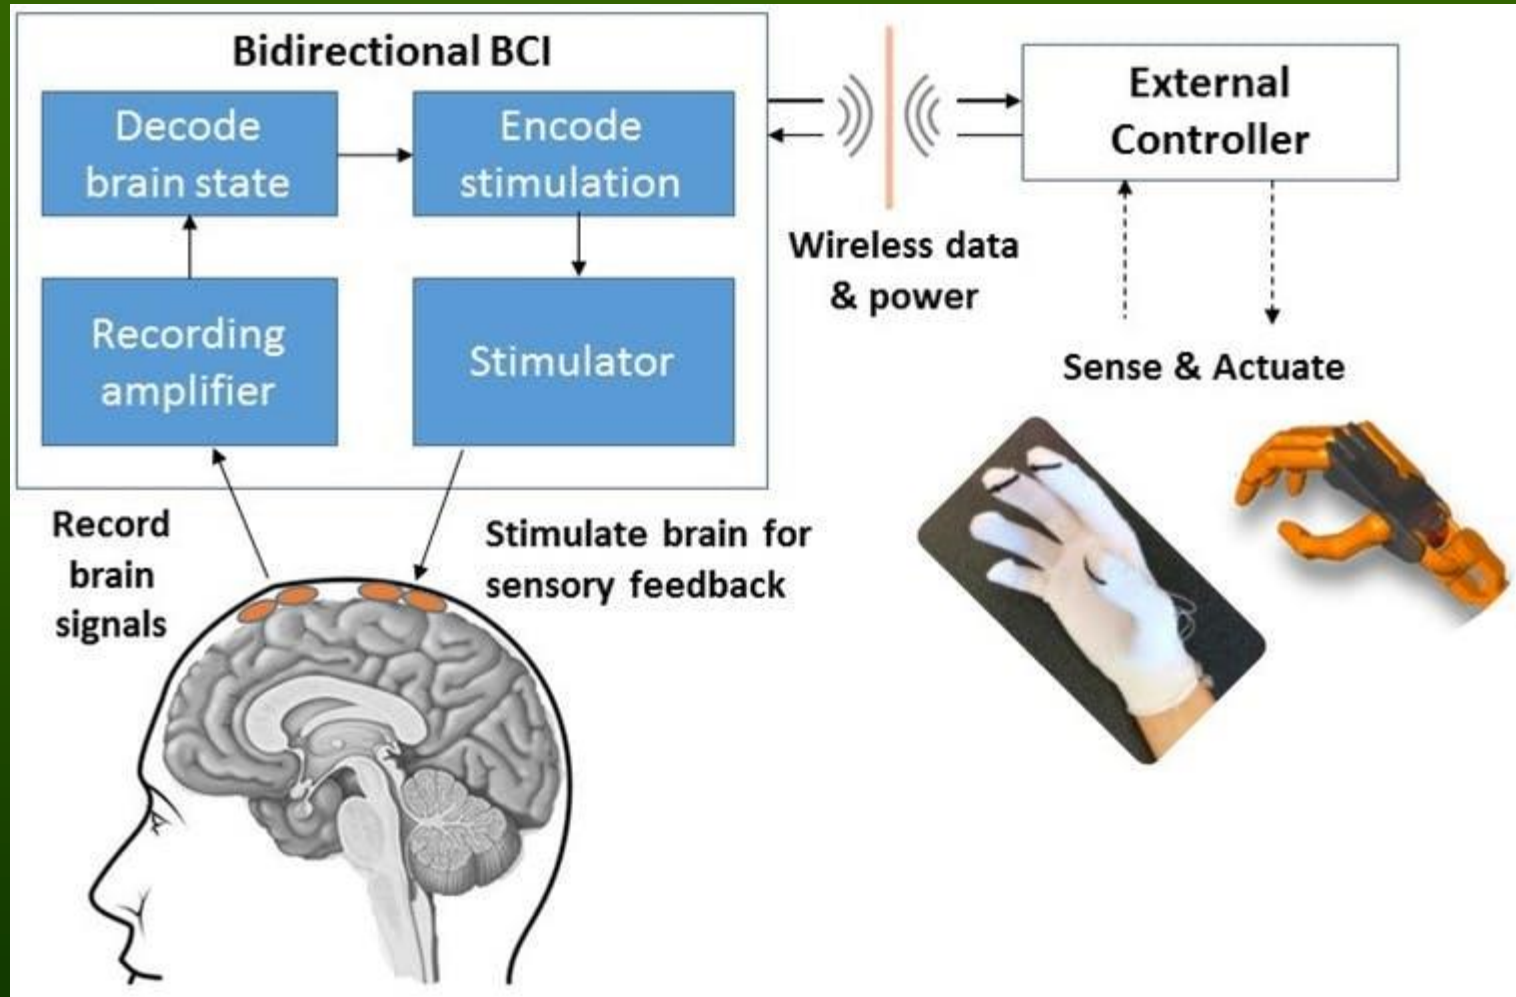 Bidirectional BCI
Decode
brain state
Encode
stimulation
Recording
amplifier
Stimulator
External
Controller
Wireless data
& power
Sense & Actuate
Record
brain
signals
Stimulate brain for
sensory feedback